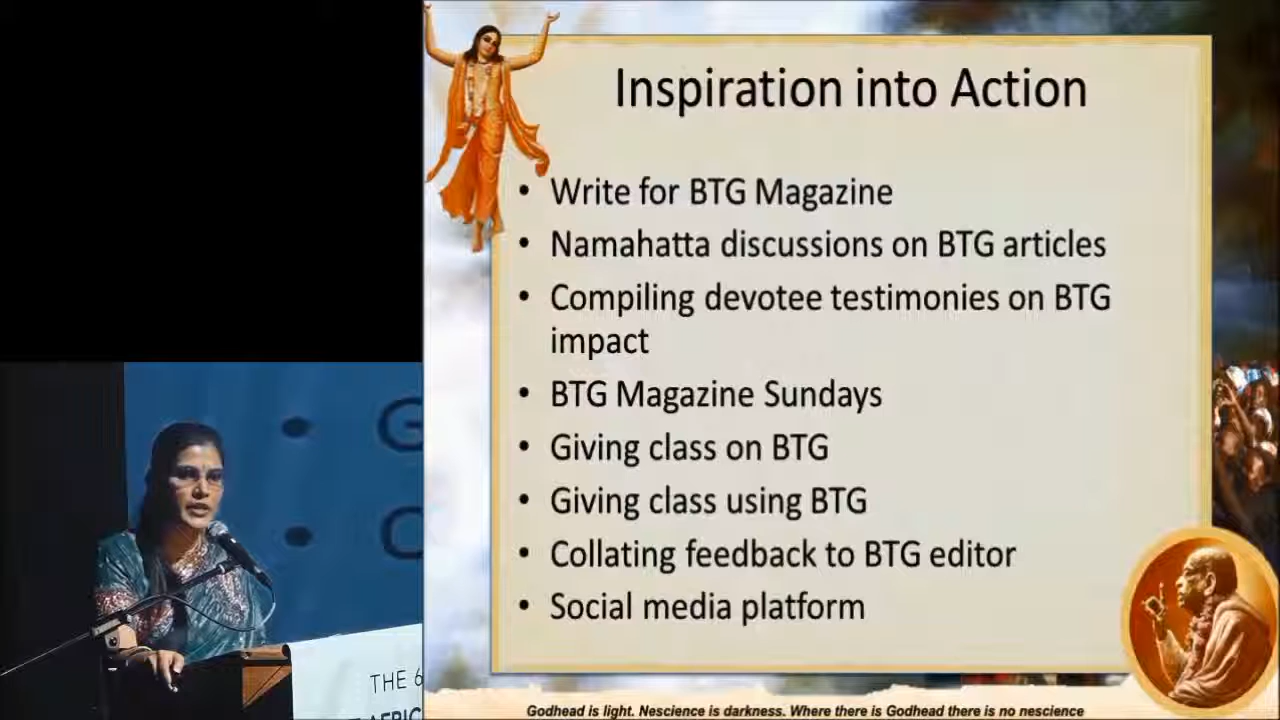 Inspiration into Action
• Write for BTG Magazine
• Namahatta discussions on BTG articles
• Compiling devotee testimonies on BTG
impact
• BTG Magazine Sundays
• Giving class on BTG
• Giving class using BTG
• Collating feedback to BTG editor
• Social media platform
• G
• C
THE 6
AFRIC
Godhead is light. Nescience is darkness. Where there is Godhead there is no nescience